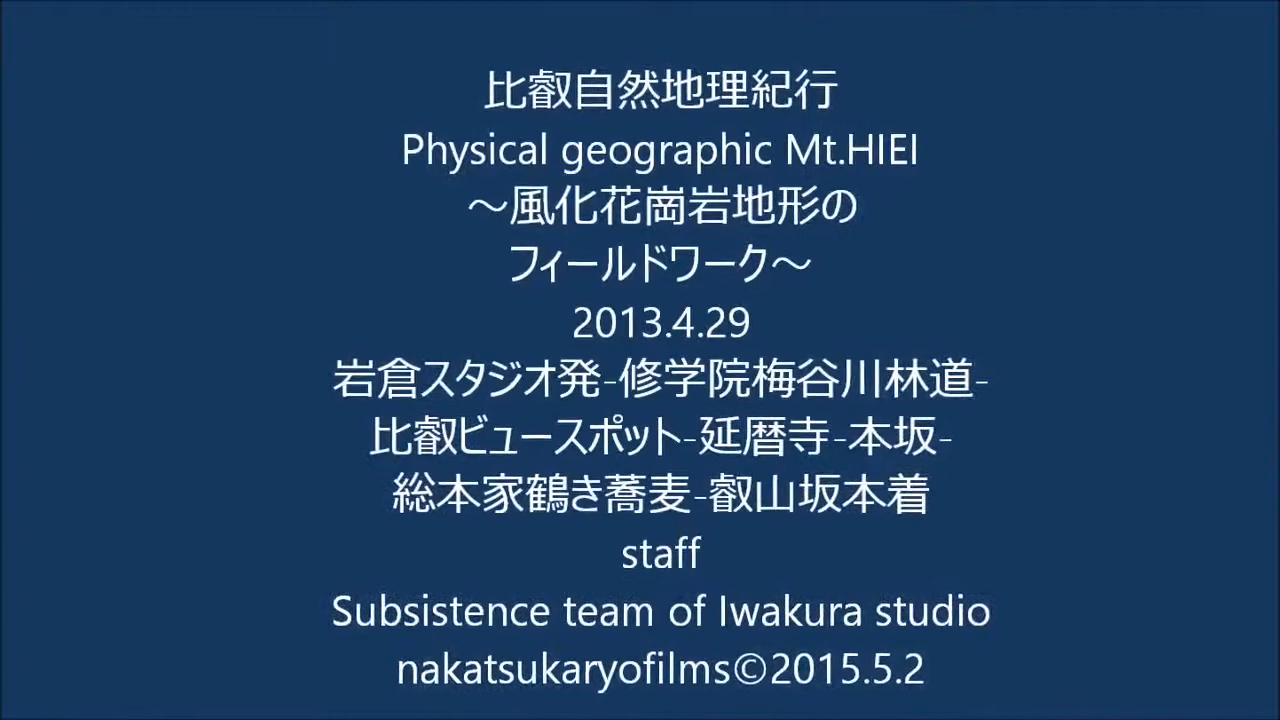 比叡自然地理紀行
Physical geographic Mt.HIEI
～風化花崗岩地形の
フィールドワーク～
2013.4.29
岩倉スタジオ発-修学院梅谷川林道-
比叡ビュースポット-延暦寺-本坂-
総本家鶴き蕎麦-叡山坂本着
staff
Subsistence team of Iwakura studio
nakatsukaryofilms©2015.5.2